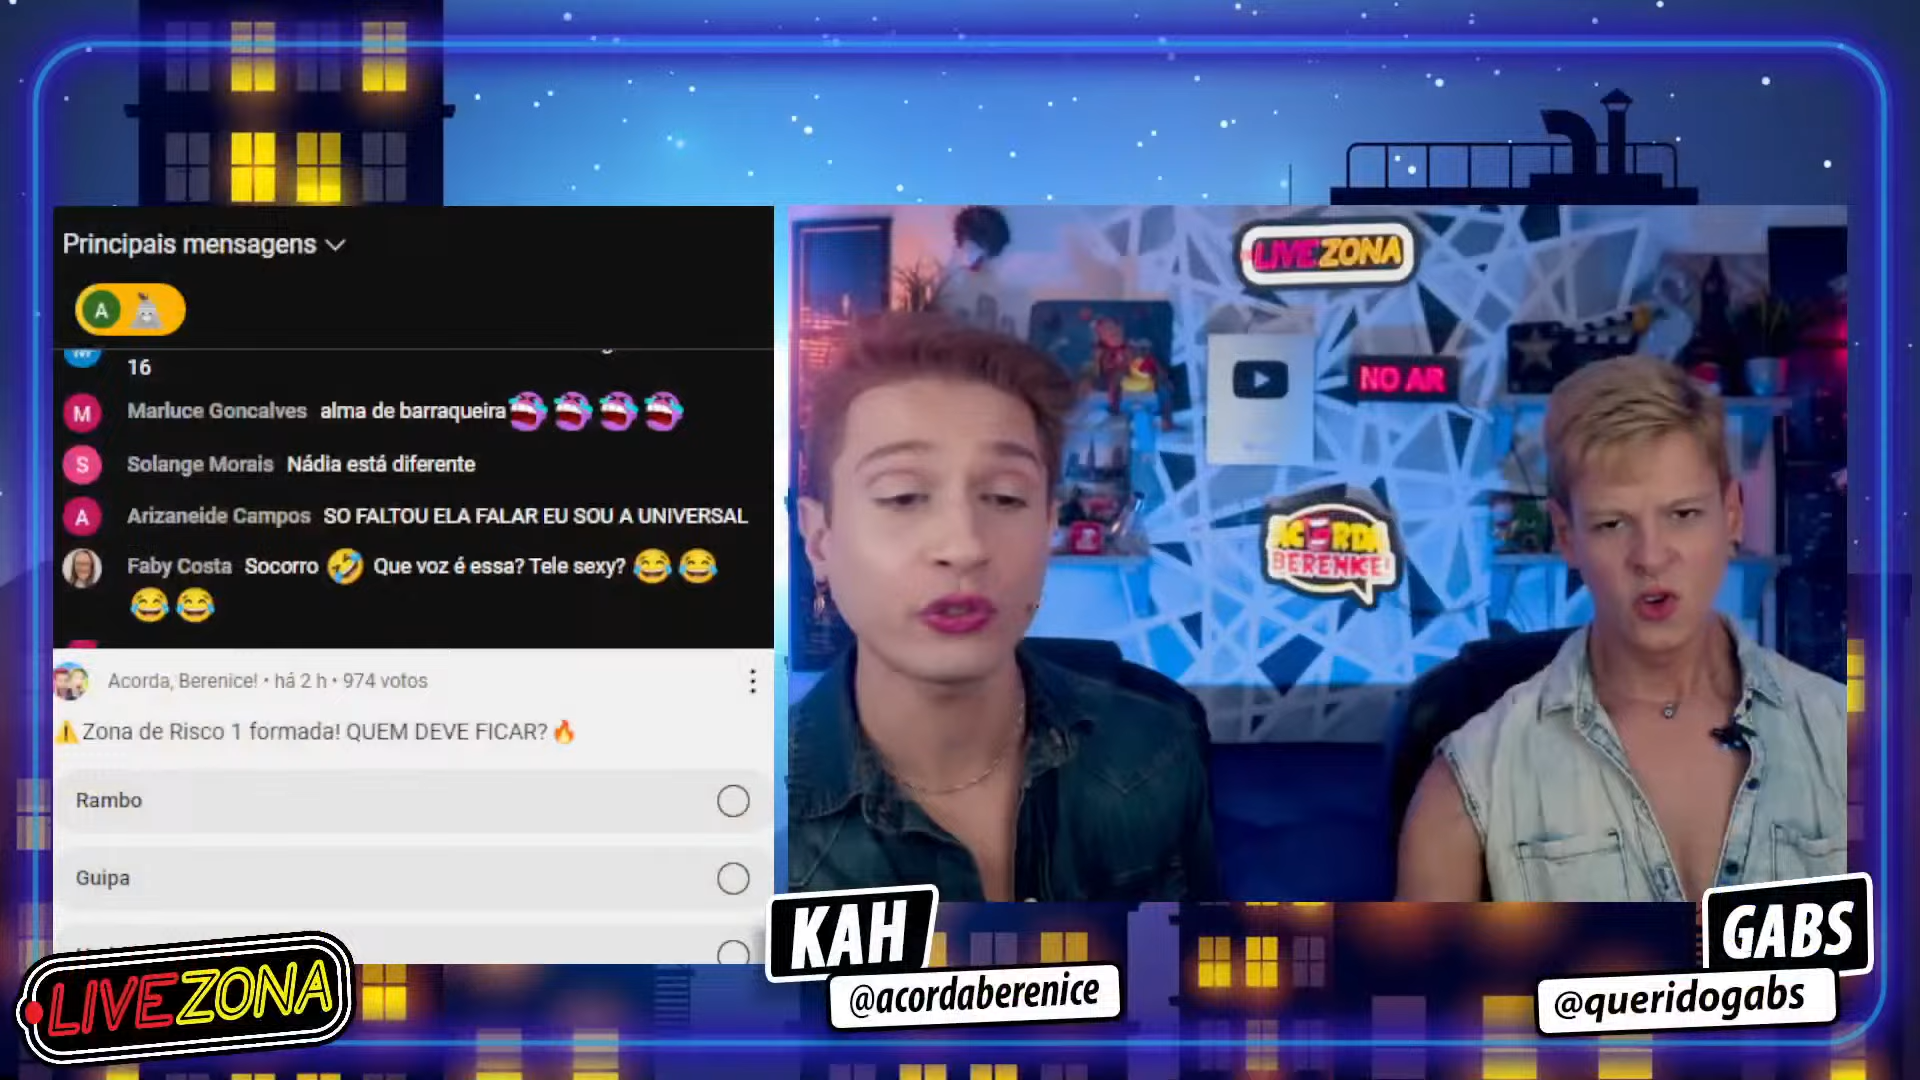 Principais mensagens
A
16
M Marluce Goncalves alma de barraqueira
S Solange Morais Nádia está diferente
A Arizaneide Campos SO FALTOU ELA FALAR EU SOU A UNIVERSAL
Faby Costa Socorro 🤣 Que voz é essa? Tele sexy? 😂 😂
😂 😂
Acorda, Berenice! • há 2 h • 974 votos
⚠️Zona de Risco 1 formada! QUEM DEVE FICAR?🔥
Rambo
Guipa
LIVEZONA
LIVEZONA
NO AR
ACORDA
BERENICE!
KAH
@acordaberenice
GABS
@queridogabs